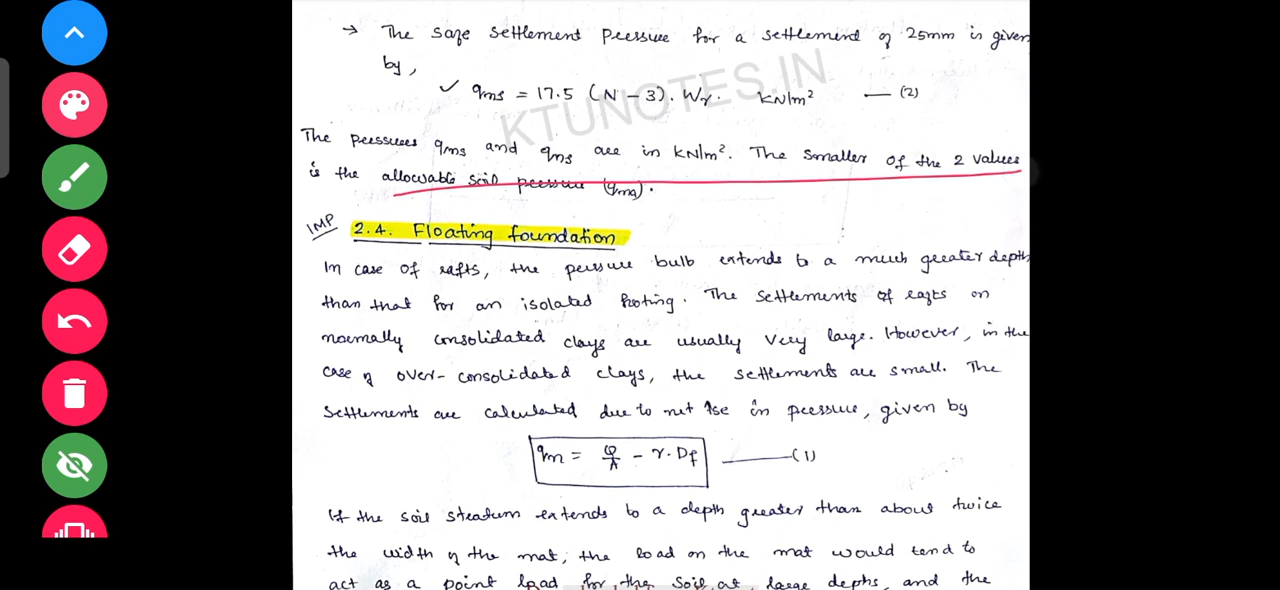 → The safe settlement pressure for a settlement of 25mm is given
by,
✓ qns = 17.5 (N – 3). Wγ. kN/m² — (2)
KTUNOTES.IN
The pressures qns and qns are in kN/m². The smaller of the 2 values
is the allowable soil pressure (qna).
IMP 2.4. Floating foundation
In case of rafts, the pressure bulb extends to a much greater depth
than that for an isolated footing. The settlements of rafts on
normally consolidated clays are usually very large. However, in the
case of over-consolidated clays, the settlements are small. The
settlements are calculated due to net ↑se in pressure, given by
qn = Q/A – γ. Df — (1)
If the soil stratum extends to a depth greater than about twice
the width of the mat, the load on the mat would tend to
act as a point load for the soil at large depths, and the